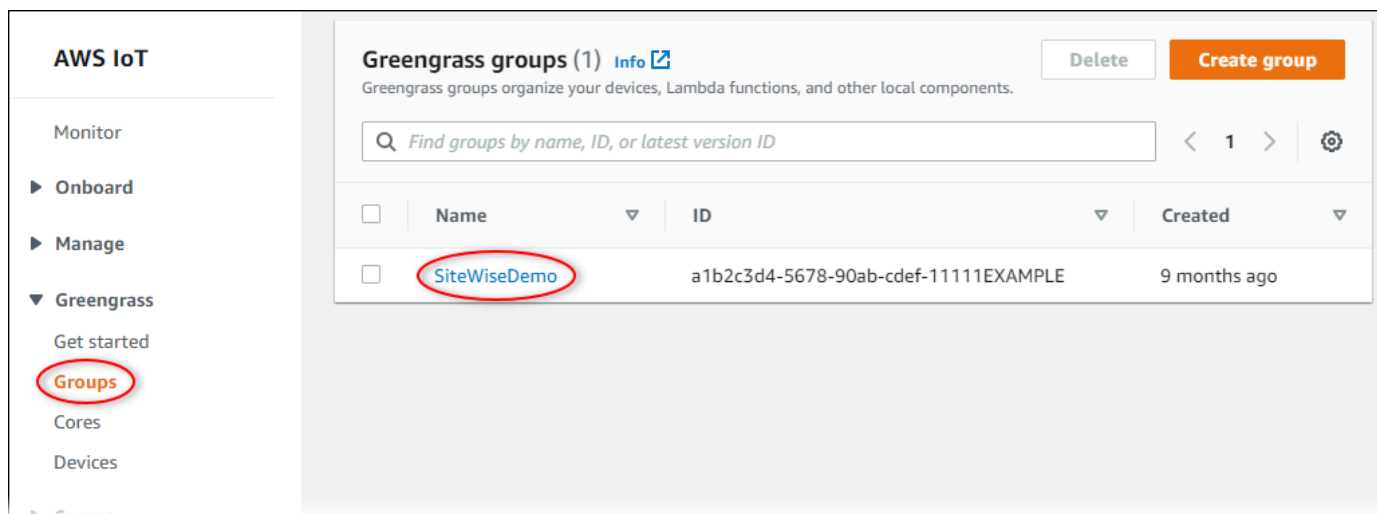 AWS IoT
Monitor
Onboard
Manage
Greengrass
Get started
Groups
Cores
Devices
Greengrass groups (1) Info
Delete
Create group
Greengrass groups organize your devices, Lambda functions, and other local components.
Find groups by name, ID, or latest version ID
1
Name ID Created
SiteWiseDemo a1b2c3d4-5678-90ab-cdef-11111EXAMPLE 9 months ago